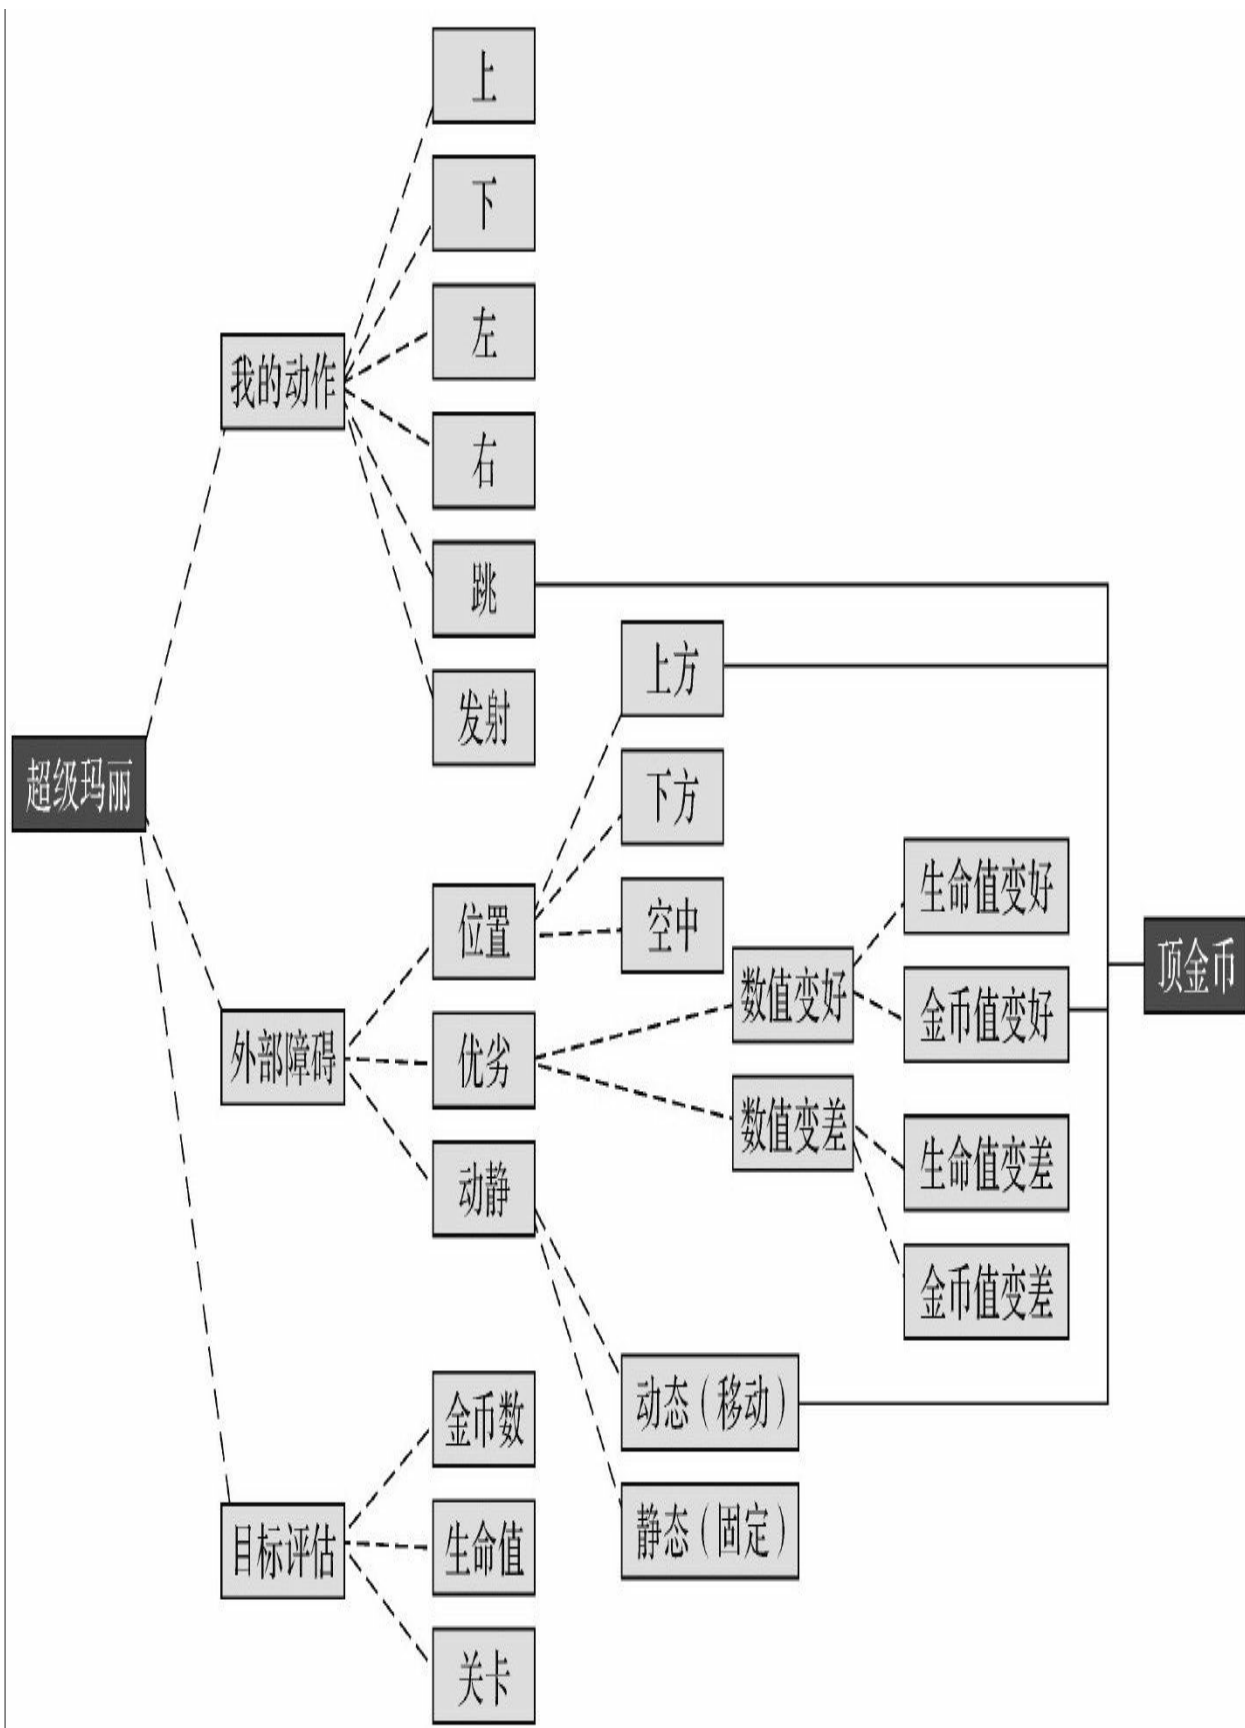 超级玛丽
我的动作
上
下
左
右
跳
发射
外部障碍
位置
上方
下方
空中
优劣
数值变好
生命值变好
金币值变好
数值变差
生命值变差
金币值变差
动静
动态（移动）
静态（固定）
目标评估
金币数
生命值
关卡
顶金币